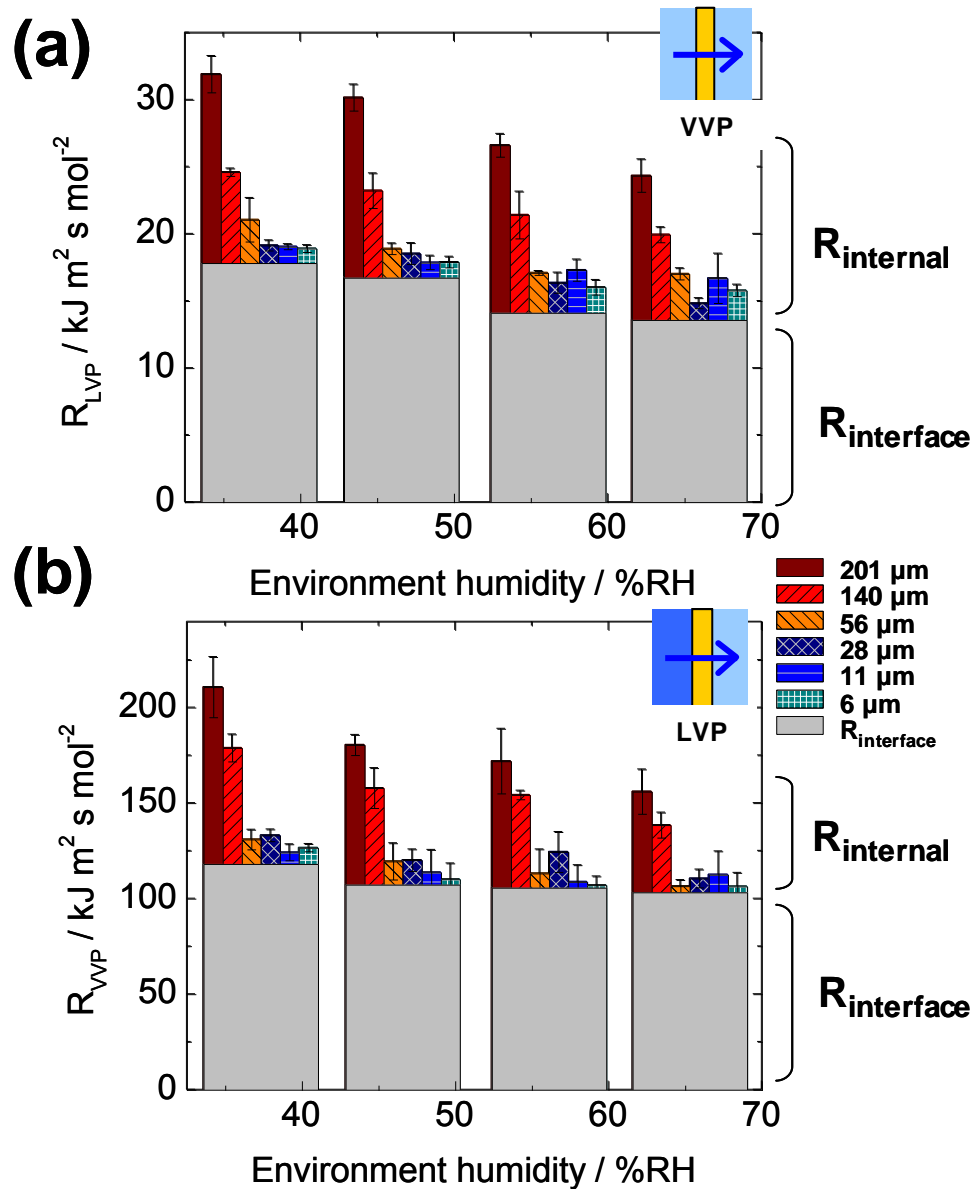 (a)
VVP
30
20
10
0
R_LVP / kJ m² s mol⁻²
R_internal
R_interface
40 50 60 70
Environment humidity / %RH
(b)
201 µm
140 µm
56 µm
28 µm
11 µm
6 µm
R_interface
LVP
200
150
100
50
0
R_VVP / kJ m² s mol⁻²
R_internal
R_interface
40 50 60 70
Environment humidity / %RH